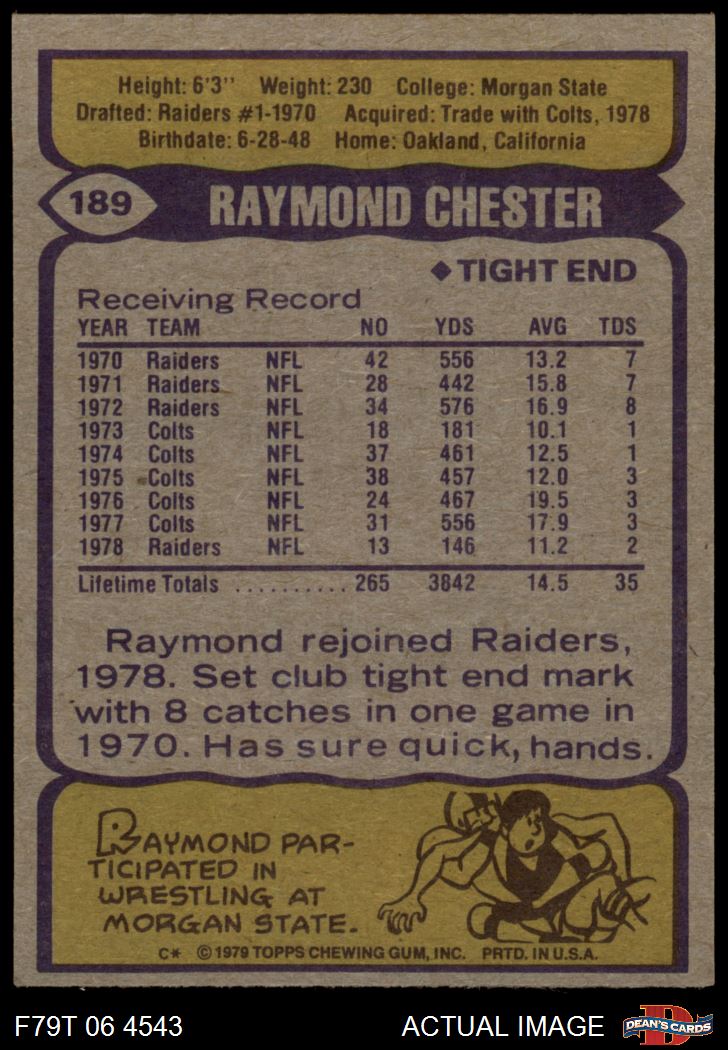 Height: 6'3'' Weight: 230 College: Morgan State
Drafted: Raiders #1-1970 Acquired: Trade with Colts, 1978
Birthdate: 6-28-48 Home: Oakland, California
189 RAYMOND CHESTER
◆TIGHT END
Receiving Record
YEAR TEAM NO YDS AVG TDS
1970 Raiders NFL 42 556 13.2 7
1971 Raiders NFL 28 442 15.8 7
1972 Raiders NFL 34 576 16.9 8
1973 Colts NFL 18 181 10.1 1
1974 Colts NFL 37 461 12.5 1
1975 Colts NFL 38 457 12.0 3
1976 Colts NFL 24 467 19.5 3
1977 Colts NFL 31 556 17.9 3
1978 Raiders NFL 13 146 11.2 2
Lifetime Totals .......... 265 3842 14.5 35
Raymond rejoined Raiders,
1978. Set club tight end mark
with 8 catches in one game in
1970. Has sure quick, hands.
RAYMOND PAR-
TICIPATED IN
WRESTLING AT
MORGAN STATE.
C* © 1979 TOPPS CHEWING GUM, INC. PRTD. IN U.S.A.
F79T 06 4543 ACTUAL IMAGE D DEAN'S CARDS